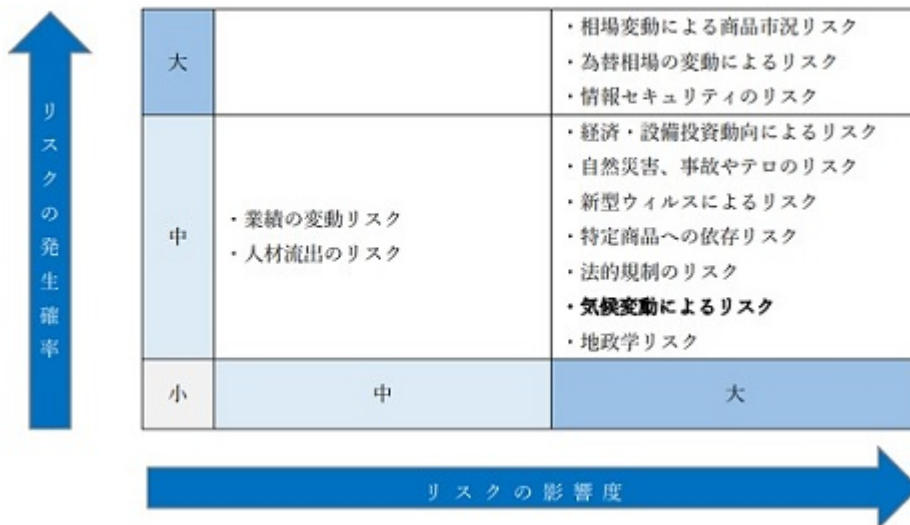 リスクの発生確率
大
・相場変動による商品市況リスク
・為替相場の変動によるリスク
・情報セキュリティのリスク
中
・業績の変動リスク
・人材流出のリスク
・経済・設備投資動向によるリスク
・自然災害、事故やテロのリスク
・新型ウィルスによるリスク
・特定商品への依存リスク
・法的規制のリスク
・気候変動によるリスク
・地政学リスク
小
中
大
リスクの影響度